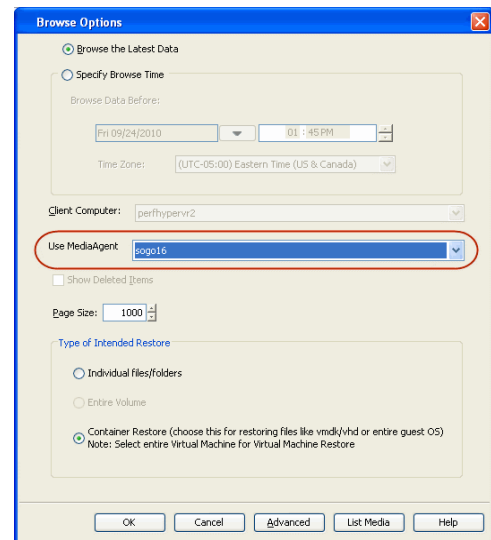 Browse Options
Browse the Latest Data
Specify Browse Time
Browse Data Before:
Fri 09/24/2010
01 : 45 PM
Time Zone:
(UTC-05:00) Eastern Time (US & Canada)
Client Computer:
perfhypervr2
Use MediaAgent
sogo16
Show Deleted Items
Page Size:
1000
Type of Intended Restore
Individual files/folders
Entire Volume
Container Restore (choose this for restoring files like vmdk/vhd or entire guest OS)
Note: Select entire Virtual Machine for Virtual Machine Restore
OK
Cancel
Advanced
List Media
Help